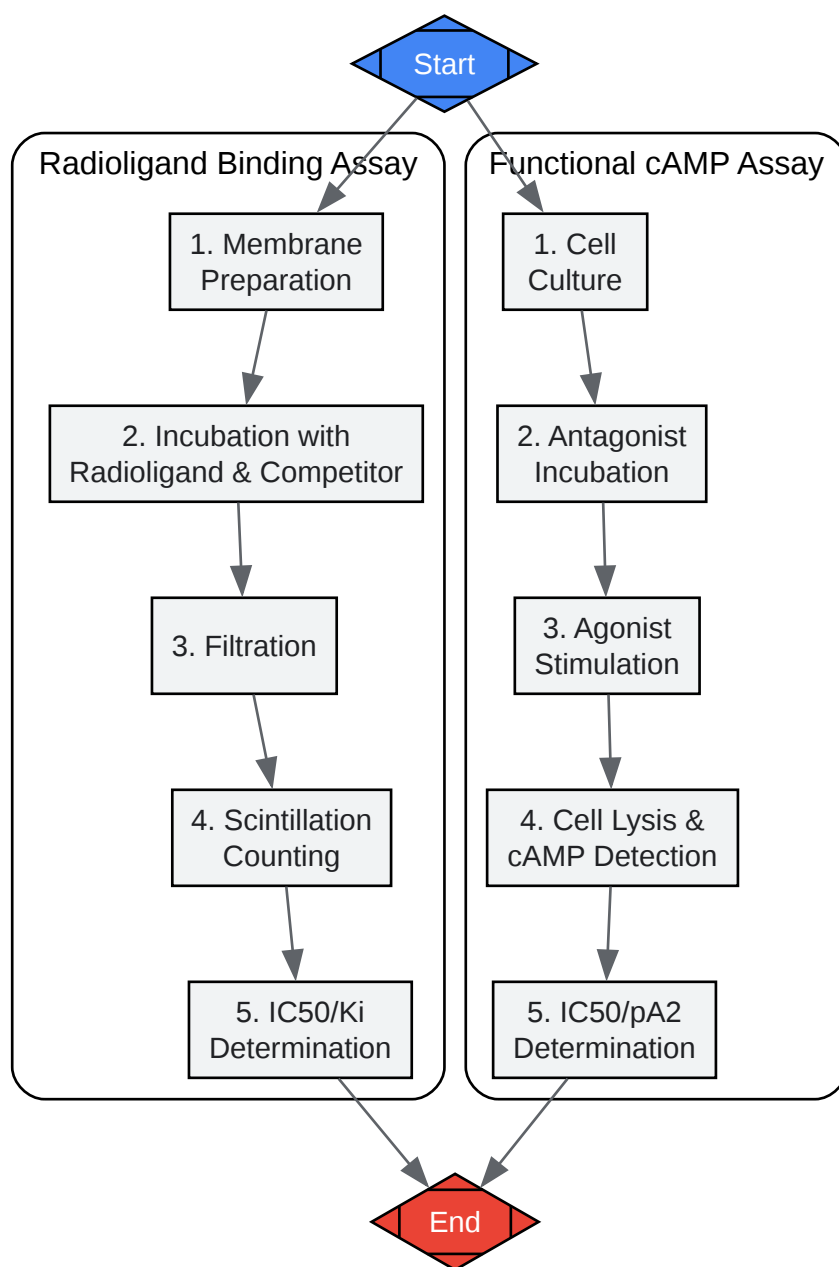 Start
Radioligand Binding Assay
1. Membrane
Preparation
2. Incubation with
Radioligand & Competitor
3. Filtration
4. Scintillation
Counting
5. IC50/Ki
Determination
Functional cAMP Assay
1. Cell
Culture
2. Antagonist
Incubation
3. Agonist
Stimulation
4. Cell Lysis &
cAMP Detection
5. IC50/pA2
Determination
End